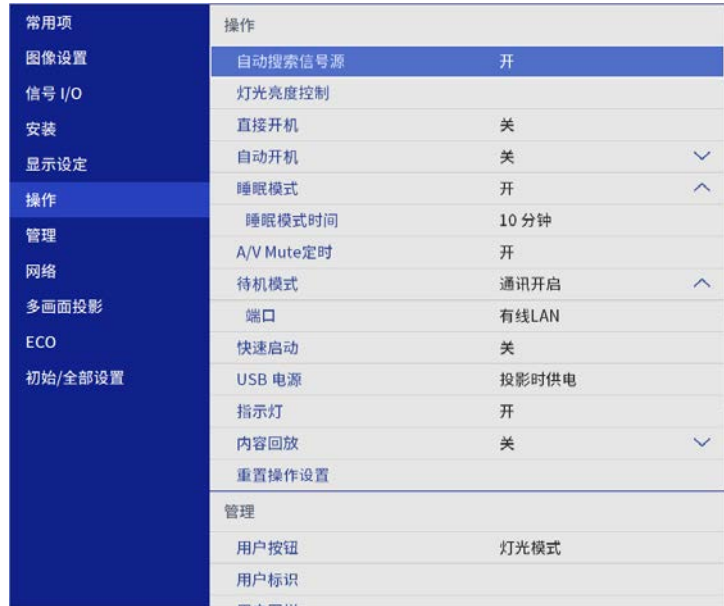 常用项
图像设置
信号 I/O
安装
显示设定
操作
管理
网络
多画面投影
ECO
初始/全部设置
操作
自动搜索信号源 开
灯光亮度控制
直接开机 关
自动开机 关
睡眠模式 开
睡眠模式时间 10 分钟
A/V Mute定时 开
待机模式 通讯开启
端口 有线LAN
快速启动 关
USB 电源 投影时供电
指示灯 开
内容回放 关
重置操作设置
管理
用户按钮 灯光模式
用户标识